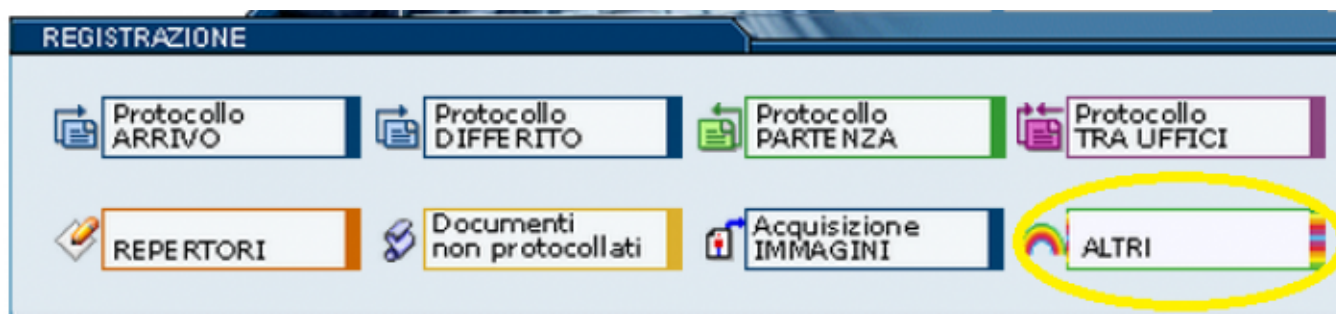 REGISTRAZIONE
Protocollo
ARRIVO
Protocollo
DIFFERITO
Protocollo
PARTENZA
Protocollo
TRA UFFICI
REPERTORI
Documenti
non protocollati
Acquisizione
IMMAGINI
ALTRI